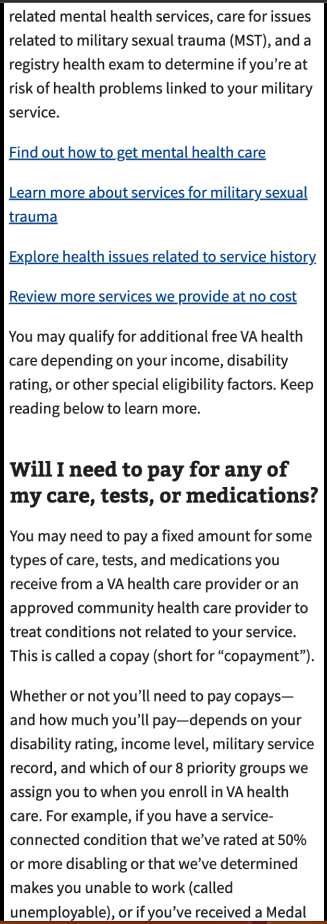 related mental health services, care for issues
related to military sexual trauma (MST), and a
registry health exam to determine if you’re at
risk of health problems linked to your military
service.
Find out how to get mental health care
Learn more about services for military sexual
trauma
Explore health issues related to service history
Review more services we provide at no cost
You may qualify for additional free VA health
care depending on your income, disability
rating, or other special eligibility factors. Keep
reading below to learn more.
Will I need to pay for any of
my care, tests, or medications?
You may need to pay a fixed amount for some
types of care, tests, and medications you
receive from a VA health care provider or an
approved community health care provider to
treat conditions not related to your service.
This is called a copay (short for “copayment”).
Whether or not you’ll need to pay copays—
and how much you’ll pay—depends on your
disability rating, income level, military service
record, and which of our 8 priority groups we
assign you to when you enroll in VA health
care. For example, if you have a service-
connected condition that we’ve rated at 50%
or more disabling or that we’ve determined
makes you unable to work (called
unemployable), or if you’ve received a Medal